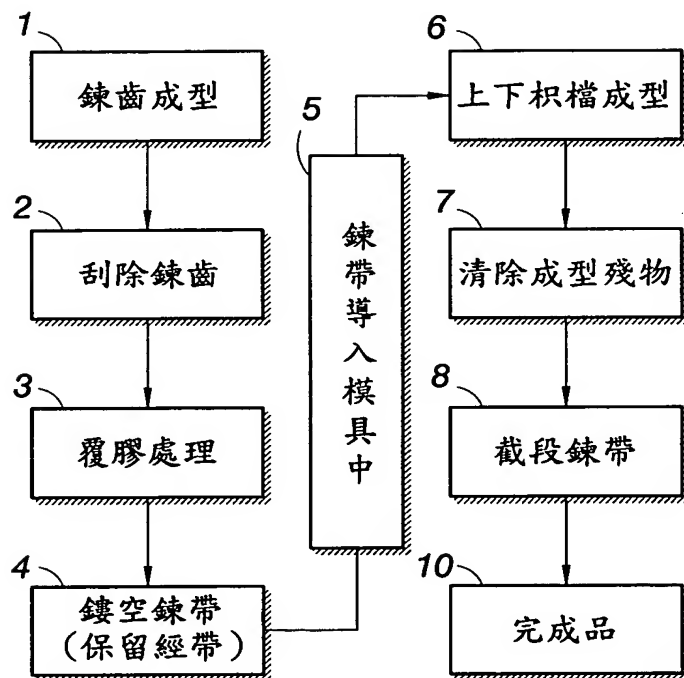 1
鍊齒成型
2
刮除鍊齒
3
覆膠處理
4
鏤空鍊帶
（保留經帶）
5
鍊帶導入模具中
6
上下枳檔成型
7
清除成型殘物
8
截段鍊帶
10
完成品